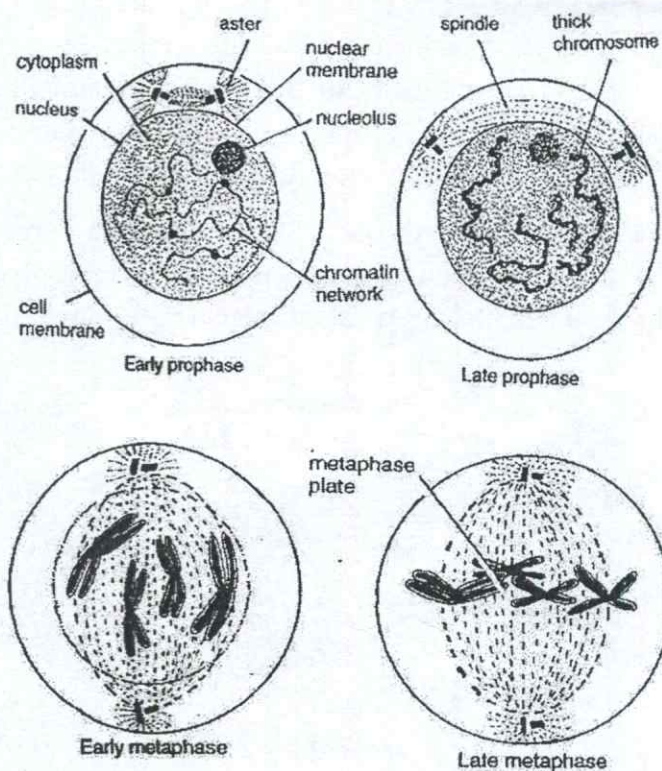 aster
cytoplasm
nuclear
membrane
nucleus
nucleolus
chromatin
network
cell
membrane
Early prophase
spindle
thick
chromosome
Late prophase
metaphase
plate
Early metaphase
Late metaphase